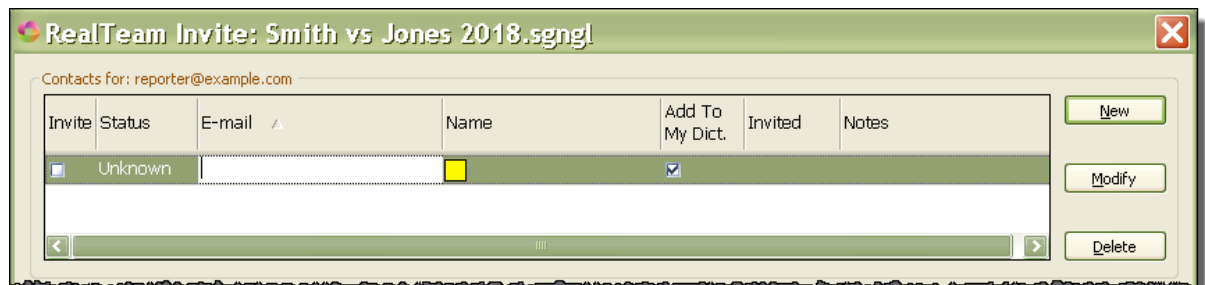 RealTeam Invite: Smith vs Jones 2018.sgngl
Contacts for: reporter@example.com
Invite Status E-mail Name Add To My Dict. Invited Notes
Unknown
New
Modify
Delete